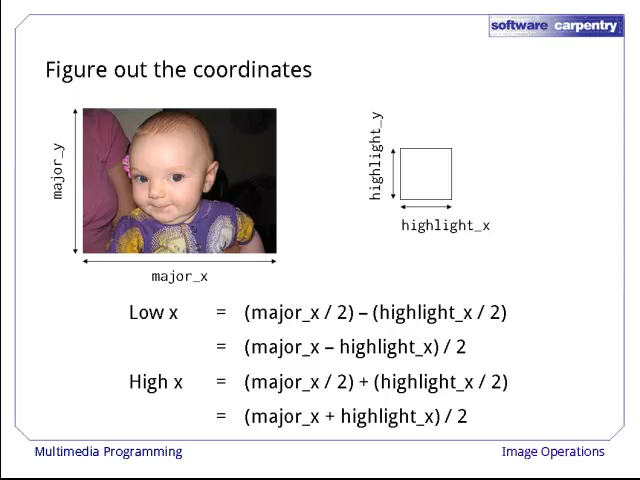 software carpentry
Figure out the coordinates
major_y
highlight_y
highlight_x
major_x
Low x = (major_x / 2) – (highlight_x / 2)
= (major_x – highlight_x) / 2
High x = (major_x / 2) + (highlight_x / 2)
= (major_x + highlight_x) / 2
Multimedia Programming Image Operations